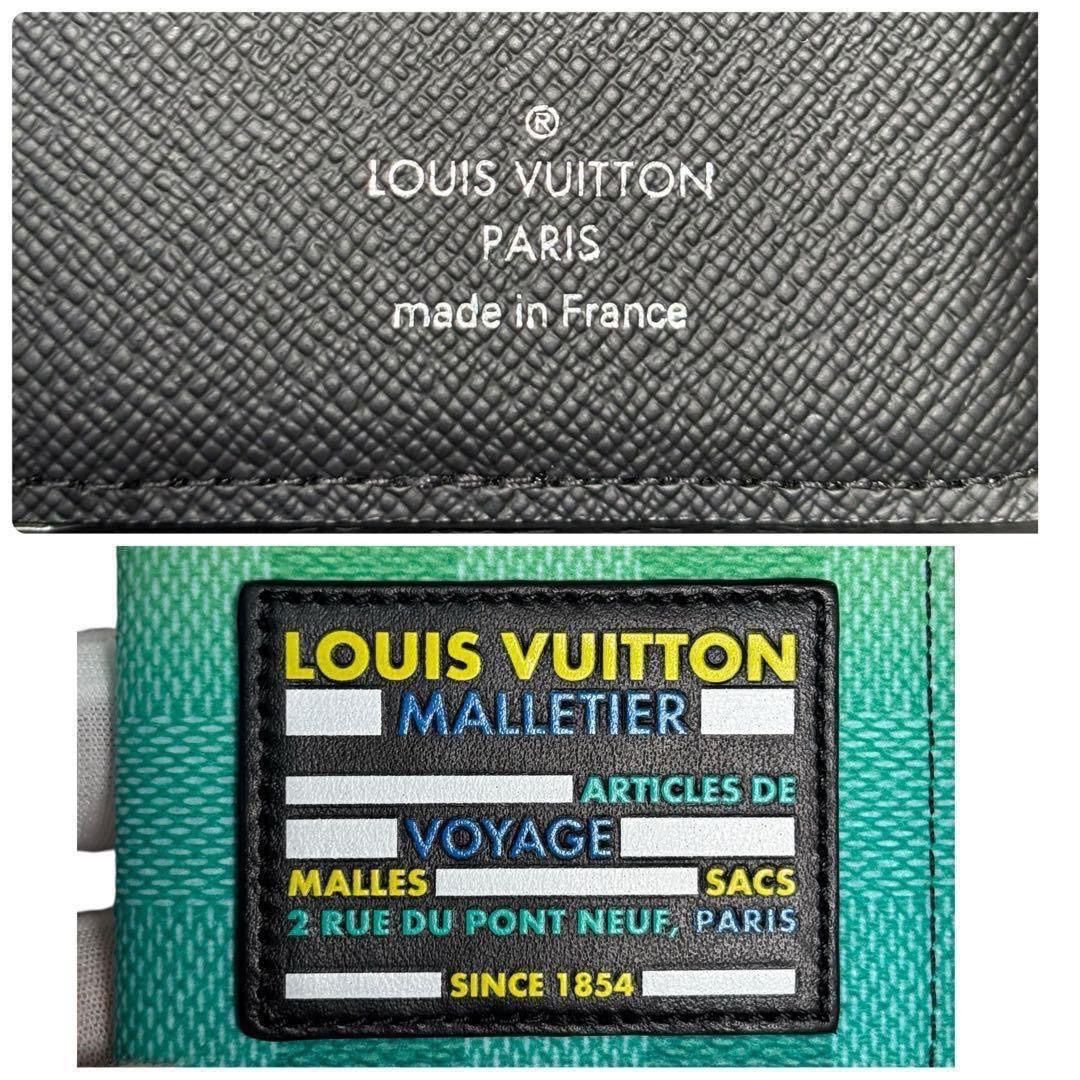 ®
LOUIS VUITTON
PARIS
made in France
LOUIS VUITTON
MALLETIER
ARTICLES DE
VOYAGE
MALLES SACS
2 RUE DU PONT NEUF, PARIS
SINCE 1854